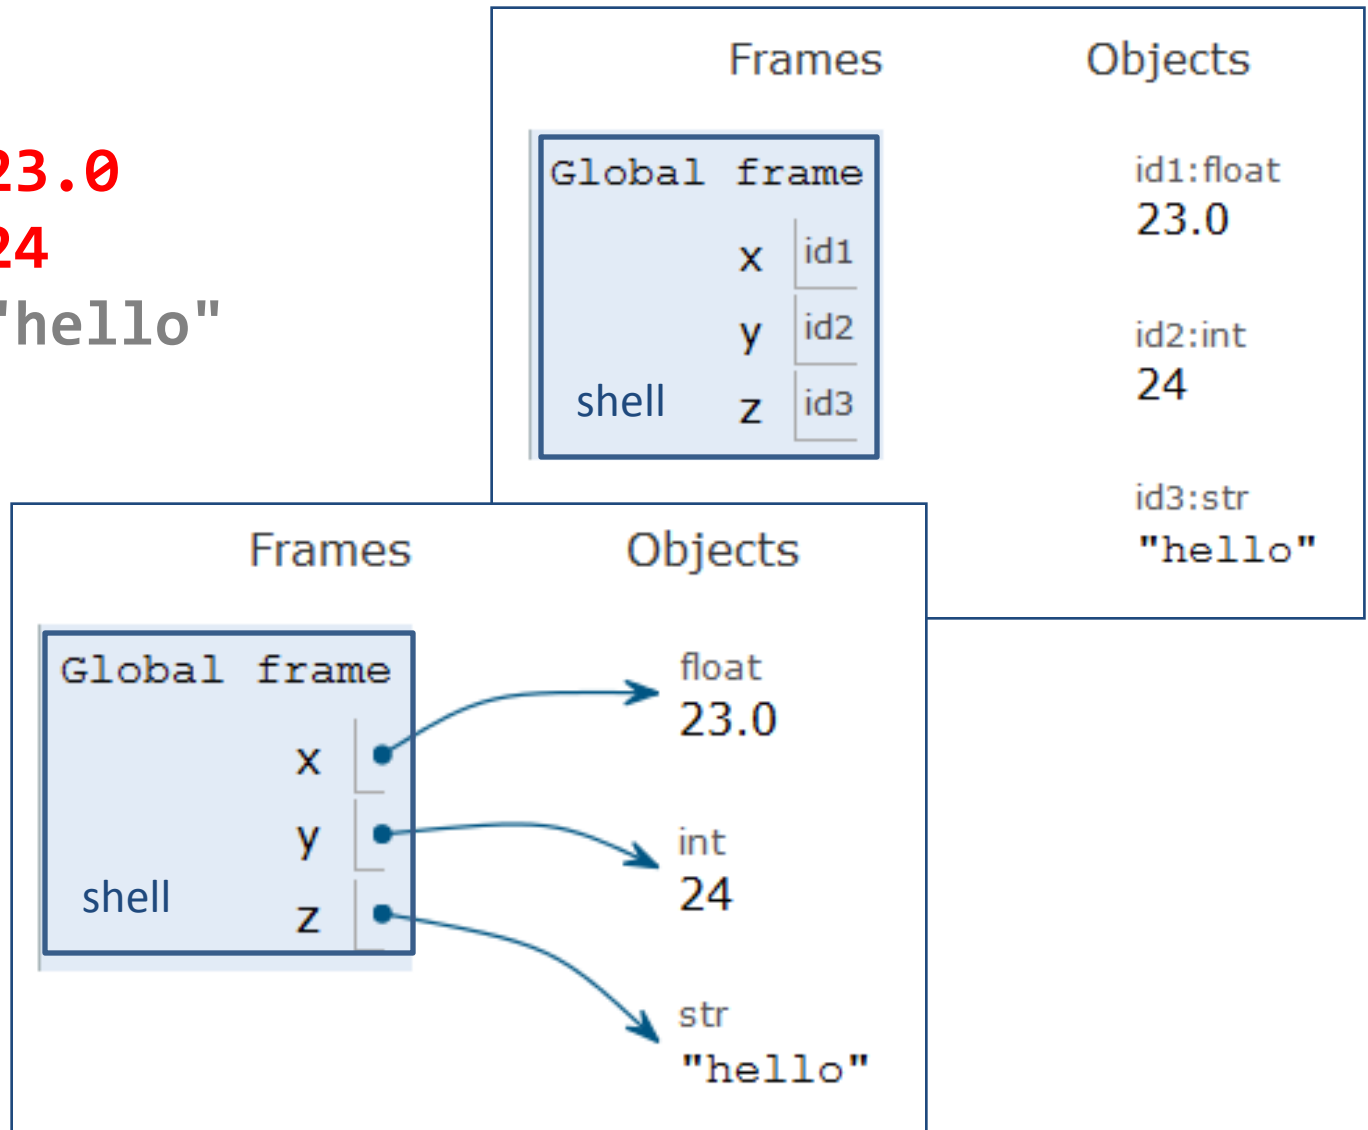 23.0
24
"hello"
Frames Objects
Global frame
x id1
y id2
z id3
shell
id1:float
23.0
id2:int
24
id3:str
"hello"
Frames Objects
Global frame
x
y
z
shell
float
23.0
int
24
str
"hello"